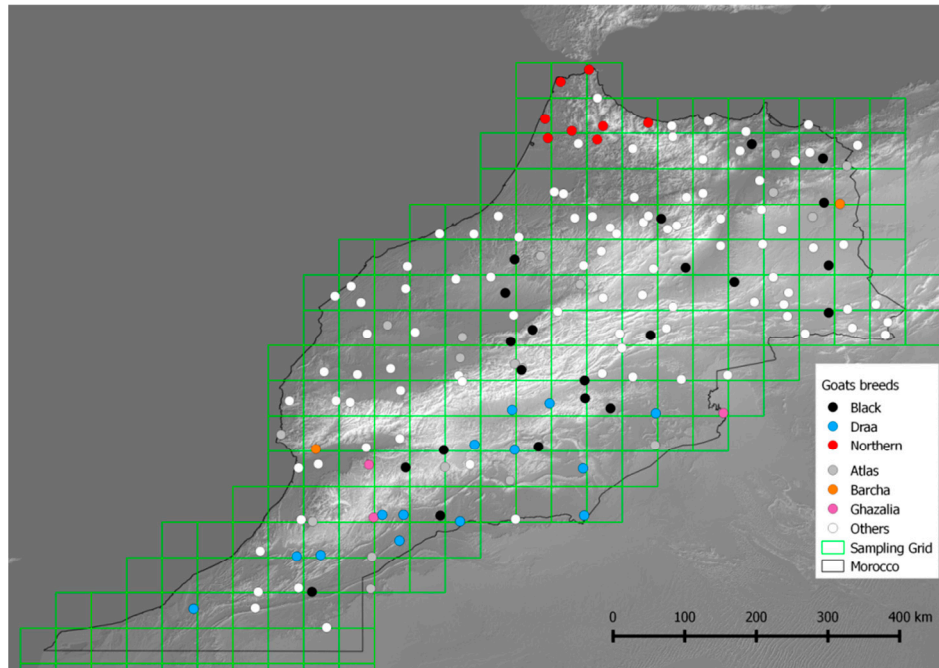 Goats breeds
Black
Draa
Northern
Atlas
Barcha
Ghazalia
Others
Sampling Grid
Morocco
0 100 200 300 400 km